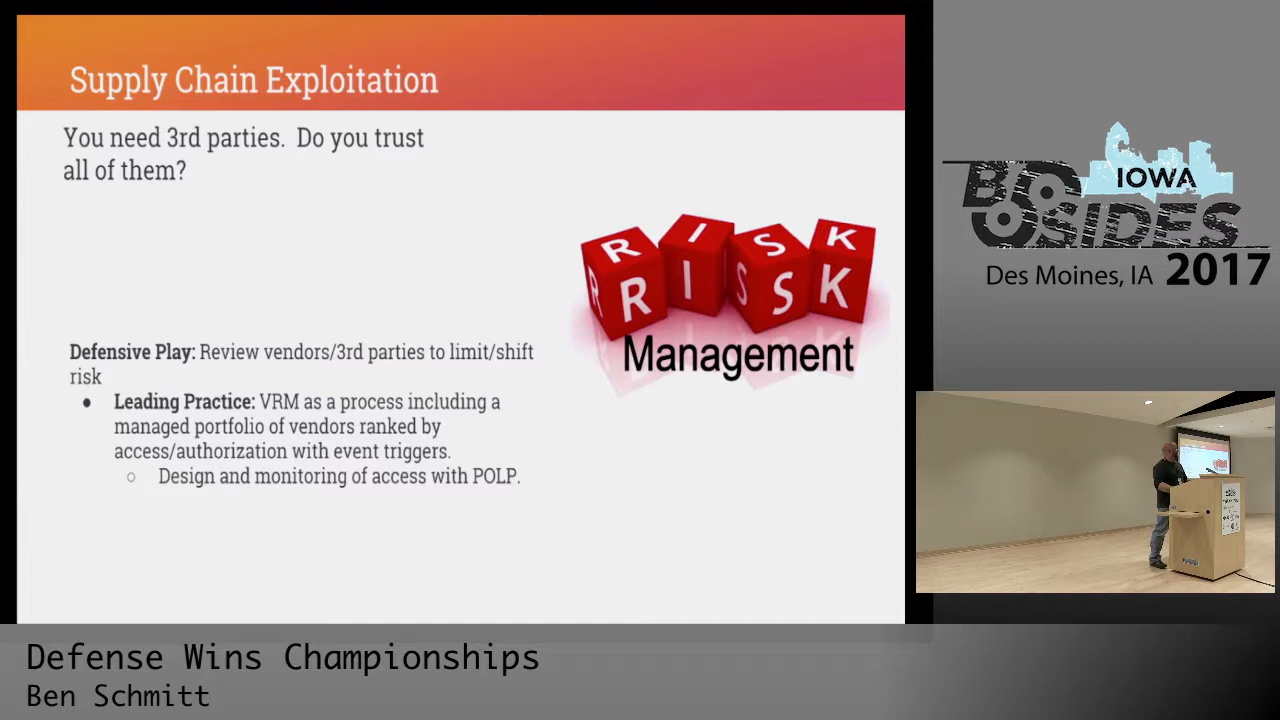 Supply Chain Exploitation
You need 3rd parties.  Do you trust
all of them?
R I S K
R R I S S K
Management
Defensive Play: Review vendors/3rd parties to limit/shift
risk
● Leading Practice: VRM as a process including a
managed portfolio of vendors ranked by
access/authorization with event triggers.
○ Design and monitoring of access with POLP.
IOWA
BSIDES
Des Moines, IA 2017
Defense Wins Championships
Ben Schmitt